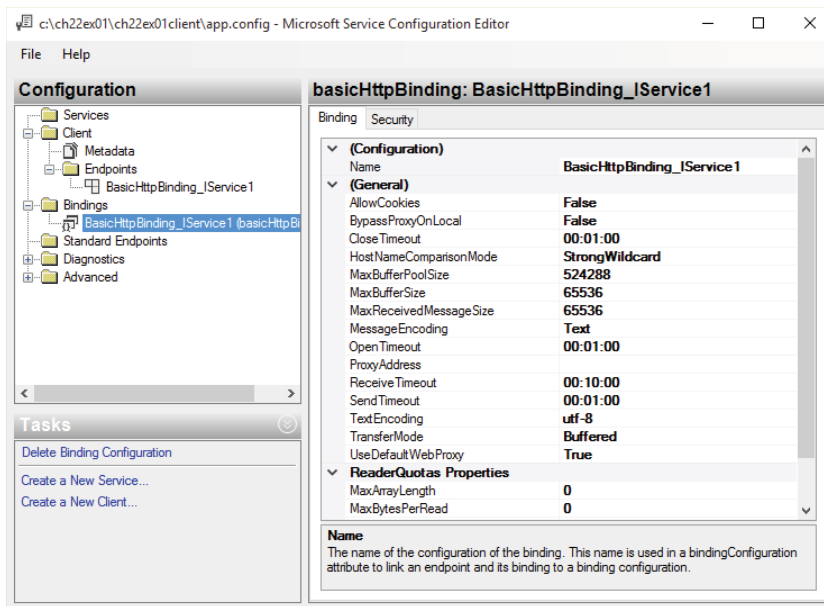 c:\ch22ex01\ch22ex01client\app.config - Microsoft Service Configuration Editor
File Help
Configuration
Services
Client
Metadata
Endpoints
BasicHttpBinding_IService1
Bindings
BasicHttpBinding_IService1 (basicHttpBi
Standard Endpoints
Diagnostics
Advanced
Tasks
Delete Binding Configuration
Create a New Service...
Create a New Client...
basicHttpBinding: BasicHttpBinding_IService1
Binding Security
(Configuration)
Name BasicHttpBinding_IService1
(General)
AllowCookies False
BypassProxyOnLocal False
CloseTimeout 00:01:00
HostNameComparisonMode StrongWildcard
MaxBufferPoolSize 524288
MaxBufferSize 65536
MaxReceivedMessageSize 65536
MessageEncoding Text
OpenTimeout 00:01:00
ProxyAddress
ReceiveTimeout 00:10:00
SendTimeout 00:01:00
TextEncoding utf-8
TransferMode Buffered
UseDefaultWebProxy True
ReaderQuotas Properties
MaxArrayLength 0
MaxBytesPerRead 0
Name
The name of the configuration of the binding. This name is used in a bindingConfiguration
attribute to link an endpoint and its binding to a binding configuration.